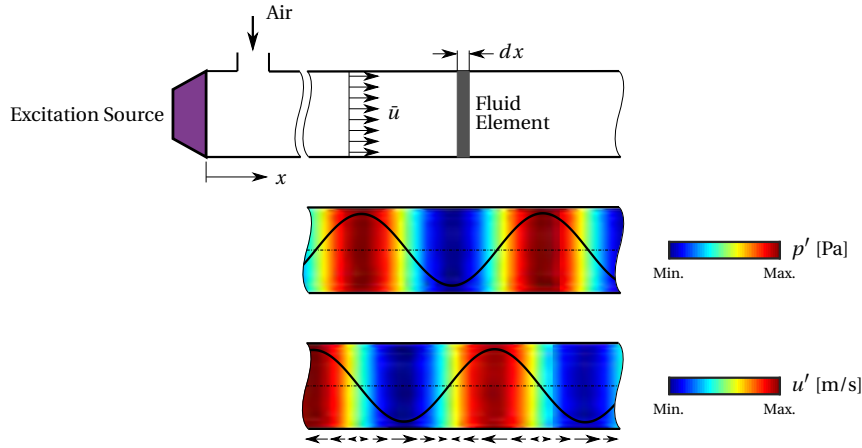 Air
dx
Excitation Source
ū
Fluid
Element
x
p′ [Pa]
Min.
Max.
u′ [m/s]
Min.
Max.